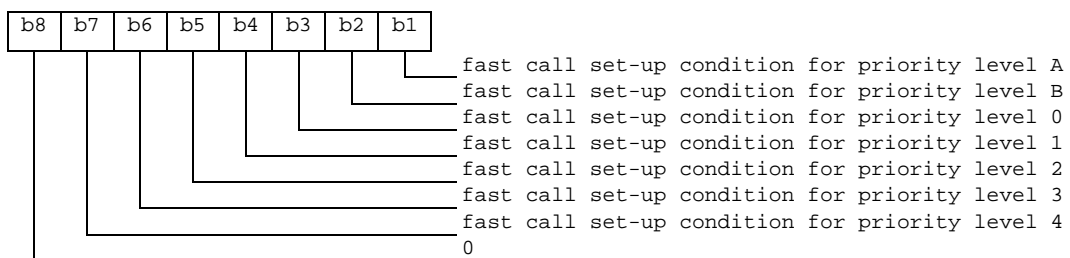 b8 b7 b6 b5 b4 b3 b2 b1
fast call set-up condition for priority level A
fast call set-up condition for priority level B
fast call set-up condition for priority level 0
fast call set-up condition for priority level 1
fast call set-up condition for priority level 2
fast call set-up condition for priority level 3
fast call set-up condition for priority level 4
0